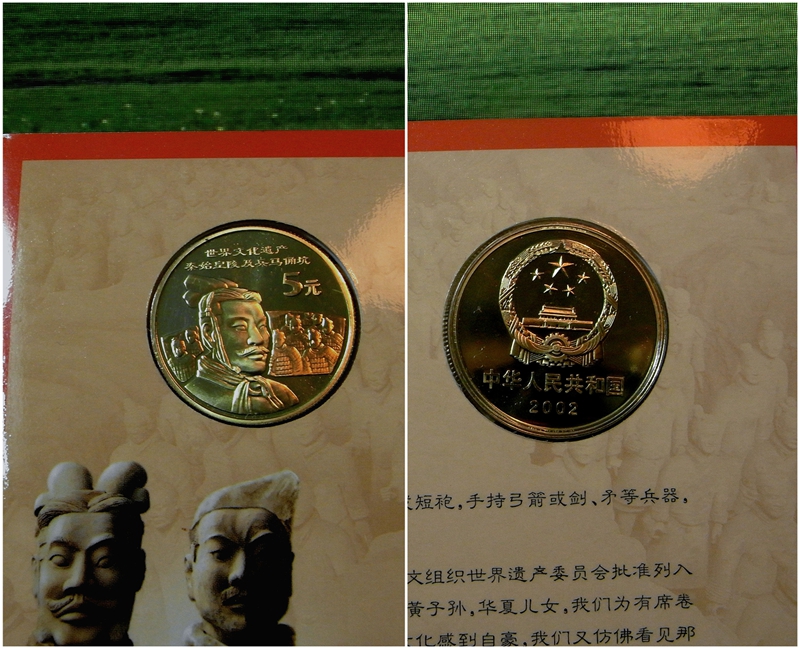 世界文化遗产
秦始皇陵及兵马俑坑
5元
中华人民共和国
2002
短袍，手持弓箭或剑、矛等兵器。
文组织世界遗产委员会批准列入
黄子孙，华夏儿女，我们为有席卷
化感到自豪，我们又仿佛看见那